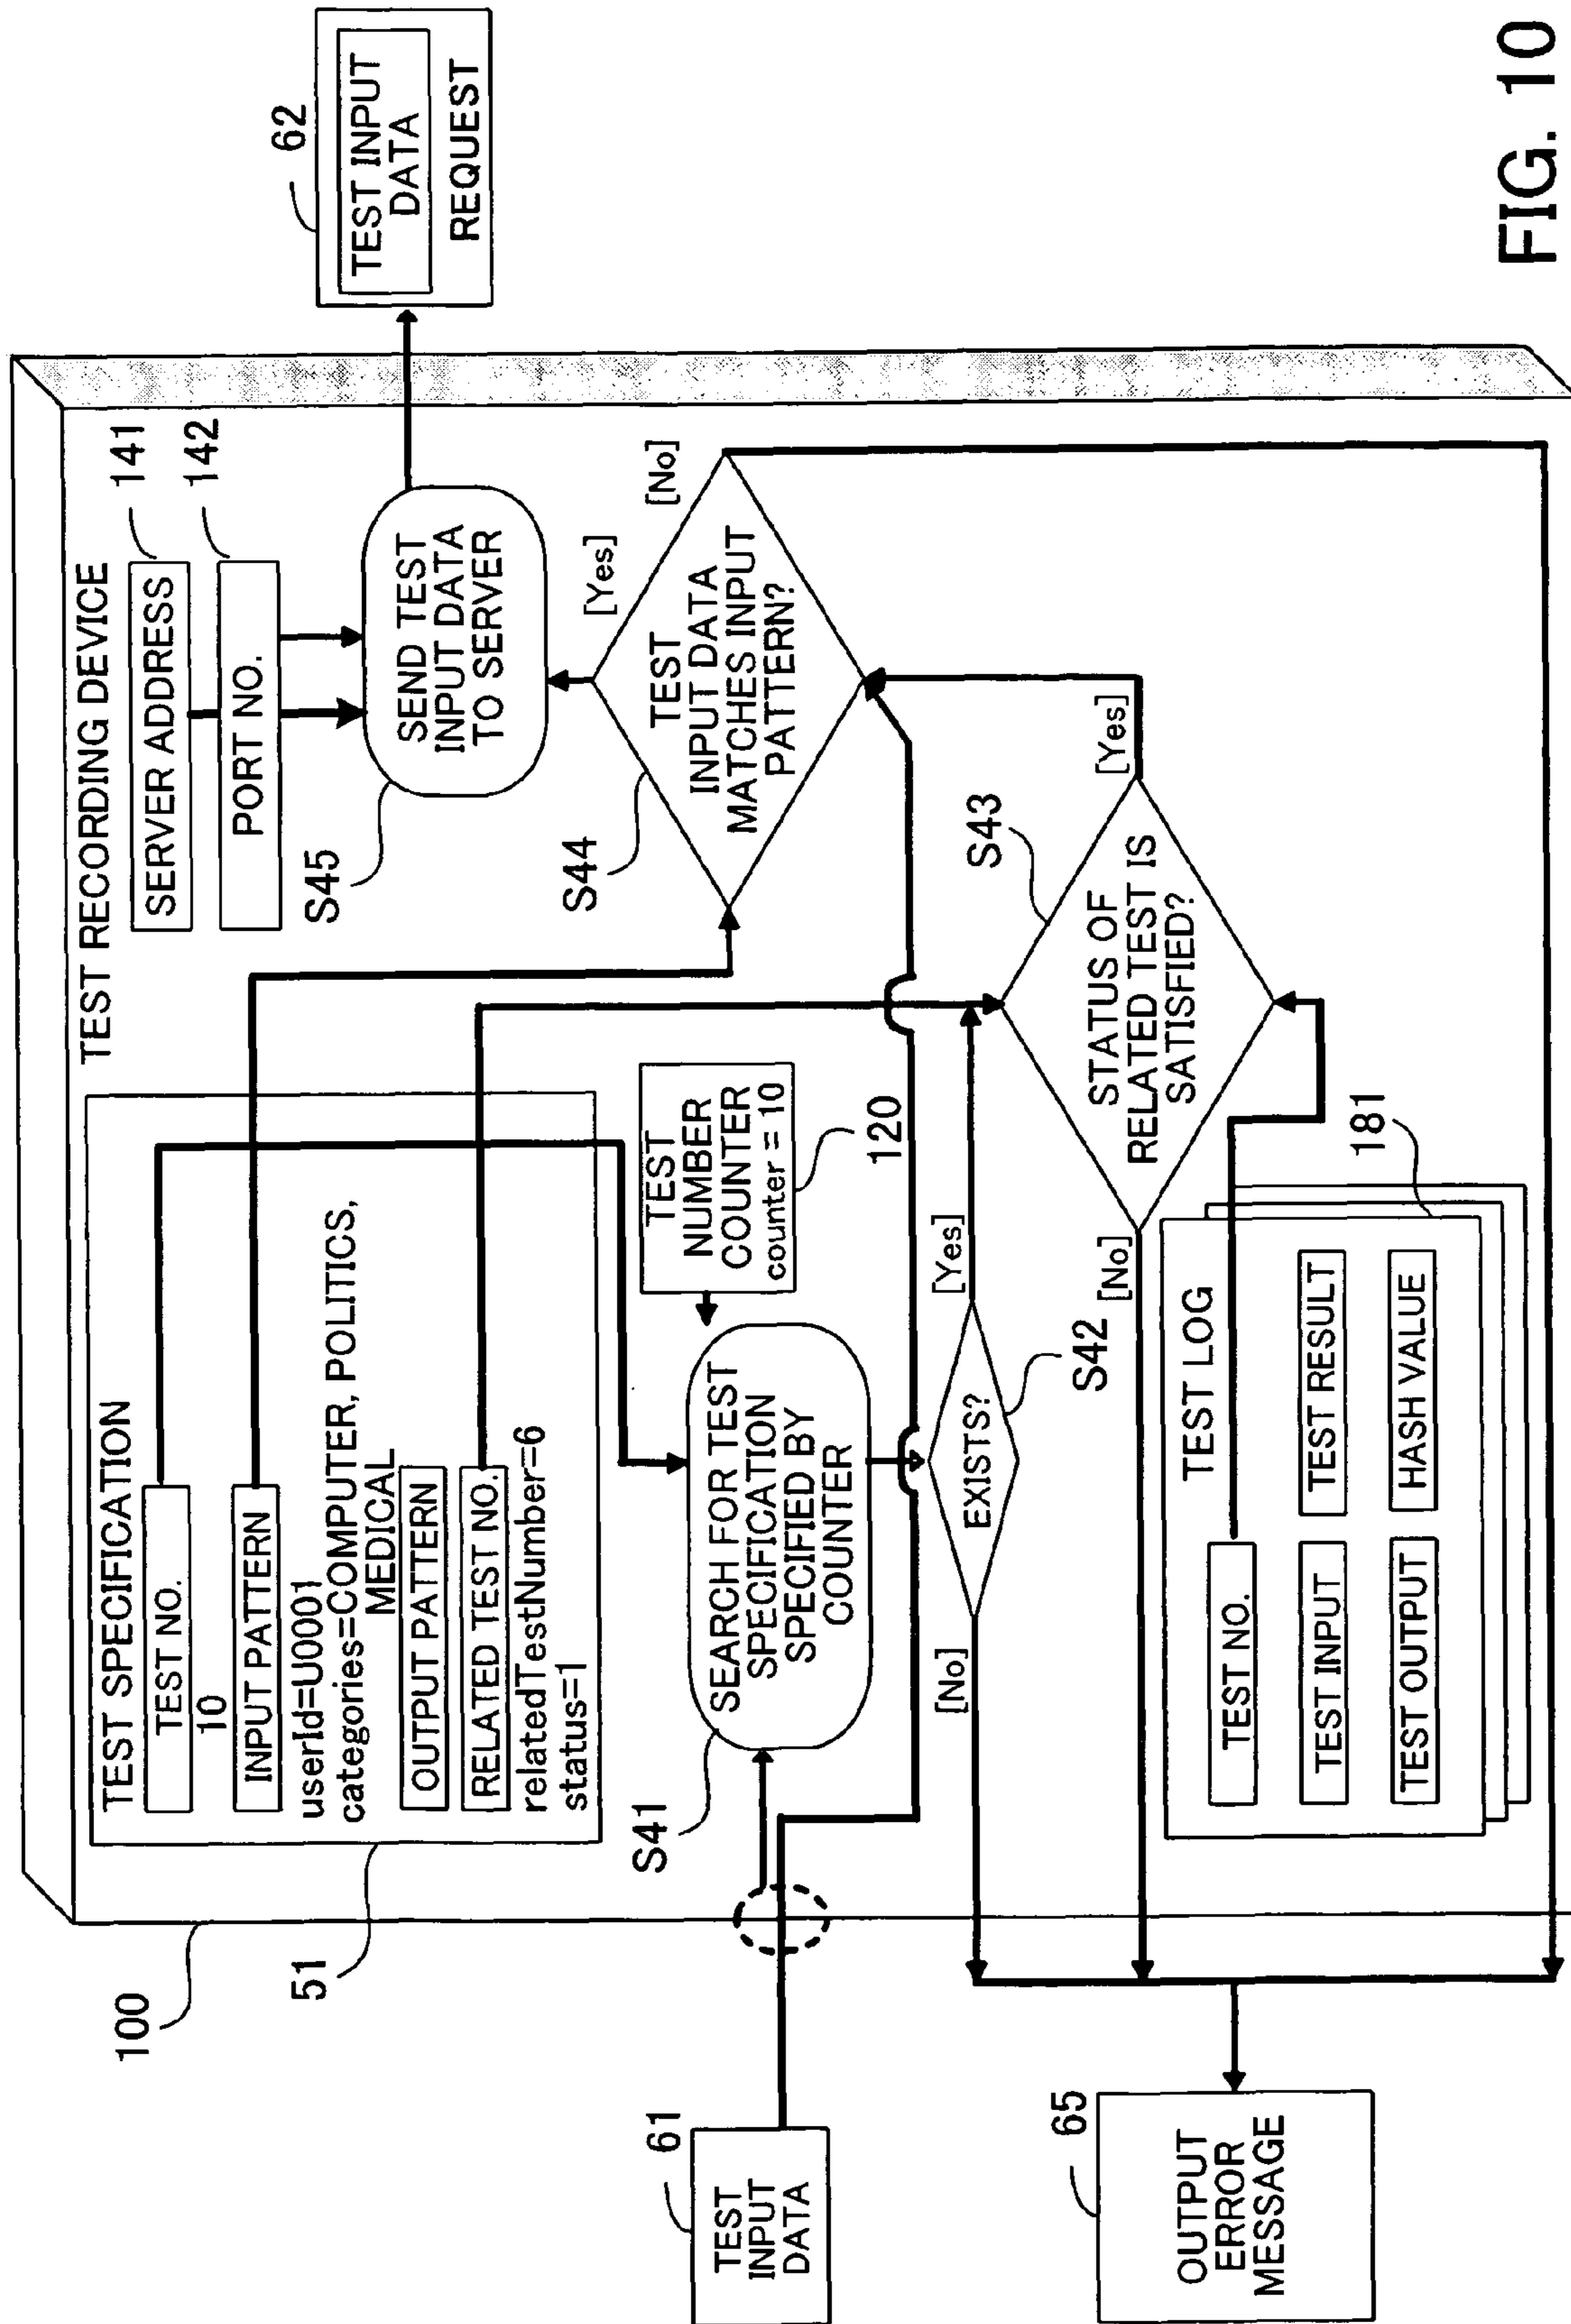 TEST RECORDING DEVICE
100
TEST SPECIFICATION
TEST NO.
10
INPUT PATTERN
userId=U0001
categories=COMPUTER, POLITICS,
MEDICAL
OUTPUT PATTERN
RELATED TEST NO.
relatedTestNumber=6
status=1
51
SERVER ADDRESS
141
PORT NO.
142
S45
SEND TEST
INPUT DATA
TO SERVER
62
TEST INPUT
DATA
REQUEST
S44
TEST
INPUT DATA
MATCHES INPUT
PATTERN?
[Yes]
[No]
61
TEST
INPUT
DATA
S41
SEARCH FOR TEST
SPECIFICATION
SPECIFIED BY
COUNTER
TEST
NUMBER
COUNTER
counter = 10
120
EXISTS?
S42
[No]
[Yes]
S43
STATUS OF
RELATED TEST IS
SATISFIED?
[No]
[Yes]
65
OUTPUT
ERROR
MESSAGE
TEST LOG
181
TEST NO.
TEST INPUT
TEST RESULT
TEST OUTPUT
HASH VALUE
FIG. 10